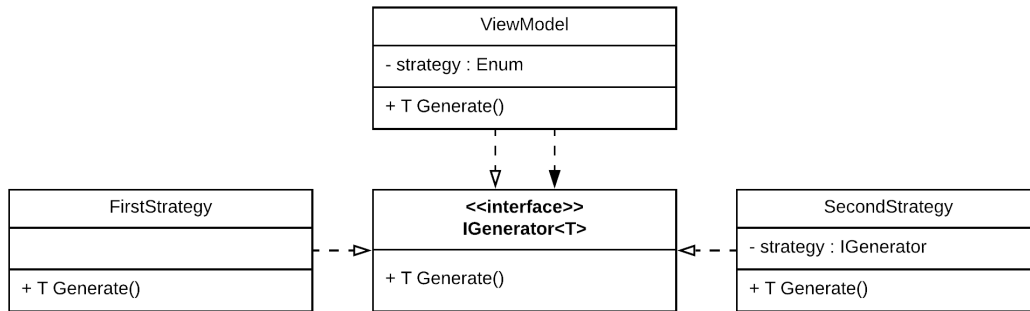 ViewModel
- strategy : Enum
+ T Generate()
FirstStrategy
+ T Generate()
<<interface>>
IGenerator<T>
+ T Generate()
SecondStrategy
- strategy : IGenerator
+ T Generate()